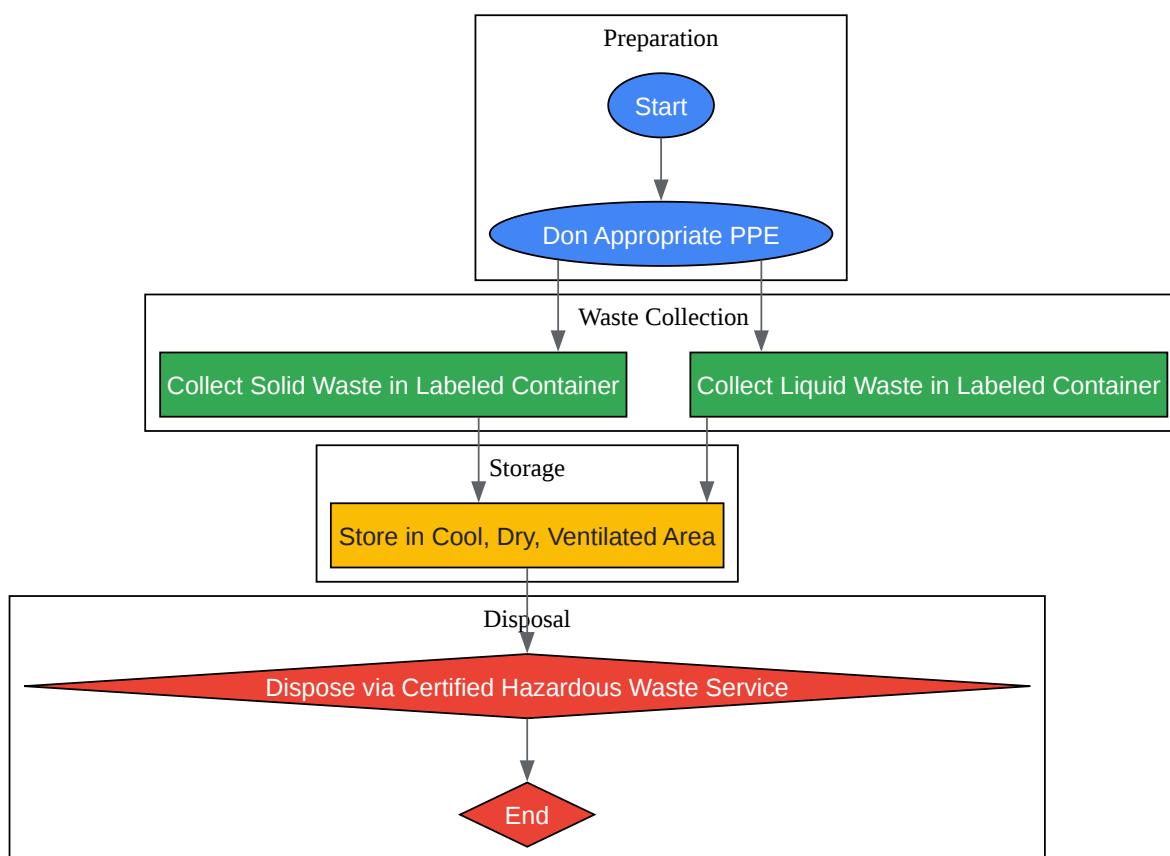 Preparation
Start
Don Appropriate PPE
Waste Collection
Collect Solid Waste in Labeled Container
Collect Liquid Waste in Labeled Container
Storage
Store in Cool, Dry, Ventilated Area
Disposal
Dispose via Certified Hazardous Waste Service
End